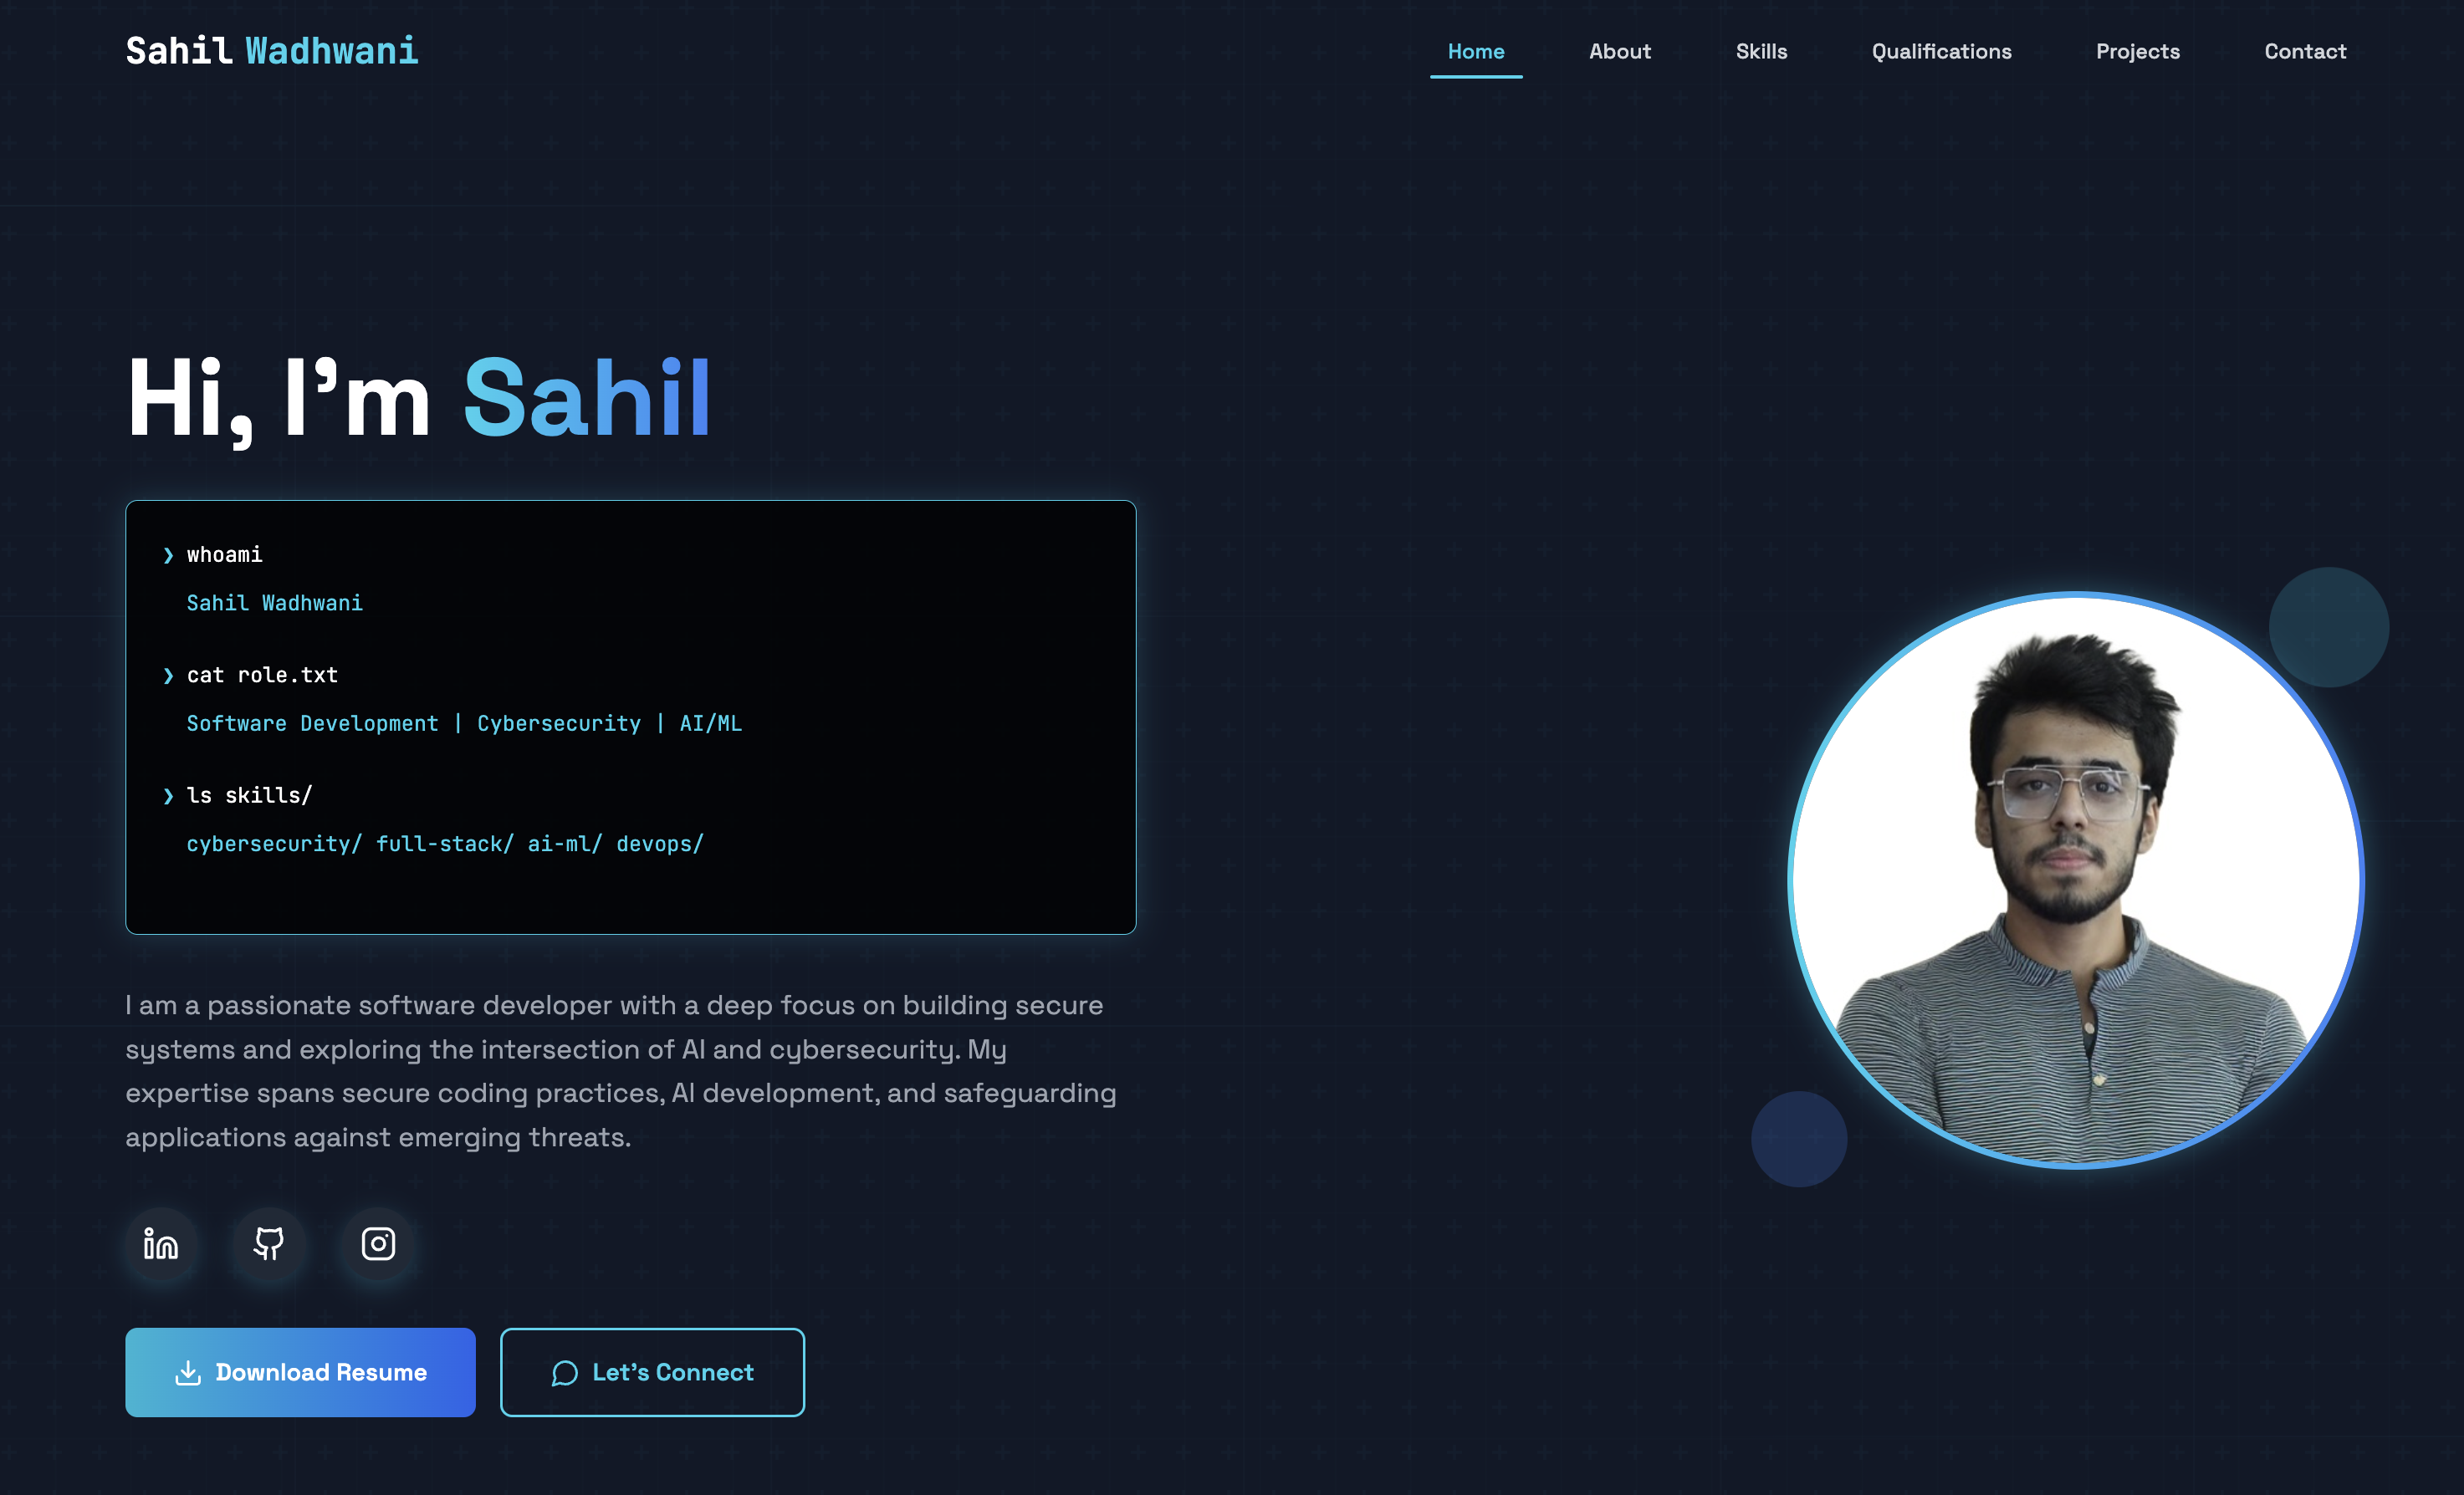 Sahil Wadhwani
Home About Skills Qualifications Projects Contact
Hi, I’m Sahil
❯ whoami
Sahil Wadhwani
❯ cat role.txt
Software Development | Cybersecurity | AI/ML
❯ ls skills/
cybersecurity/ full-stack/ ai-ml/ devops/
I am a passionate software developer with a deep focus on building secure
systems and exploring the intersection of AI and cybersecurity. My
expertise spans secure coding practices, AI development, and safeguarding
applications against emerging threats.
in
Download Resume
Let’s Connect